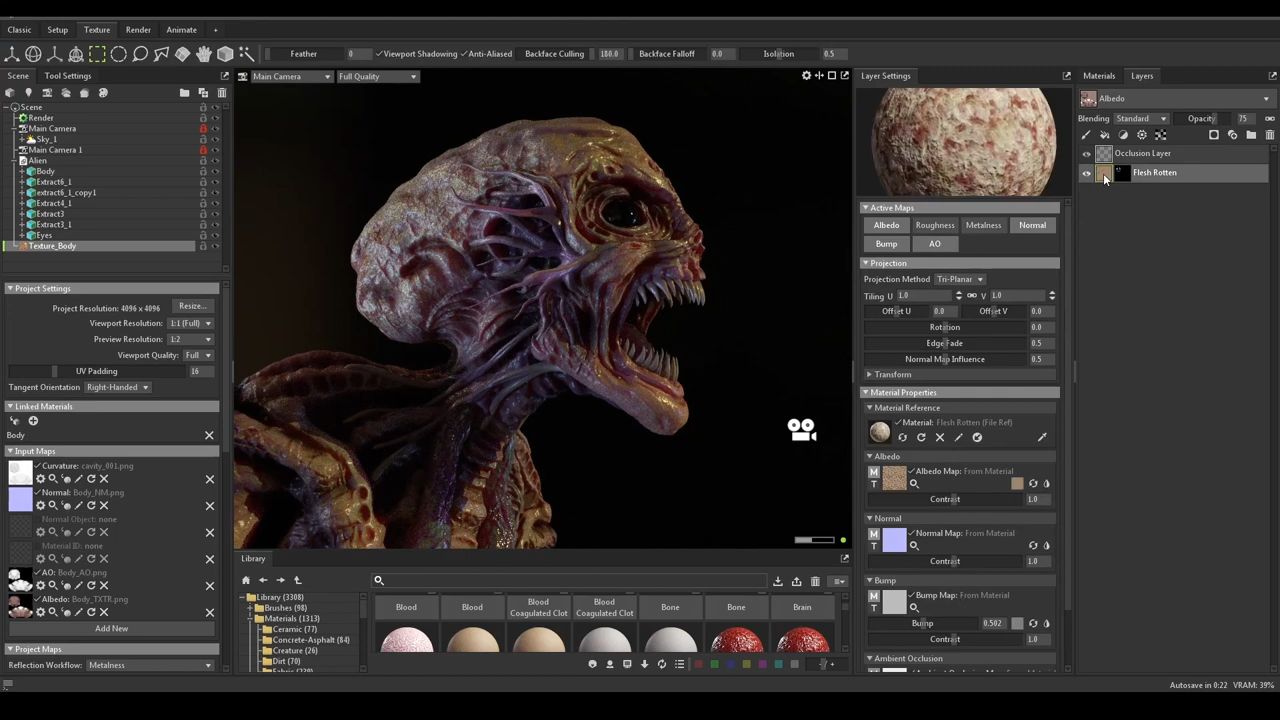 Classic Setup Texture Render Animate +
Feather 0 Viewport Shadowing Anti-Aliased Backface Culling 180.0 Backface Falloff 0.0 Isolation 0.5
Scene Tool Settings
Scene
Render
Main Camera
Sky_1
Main Camera 1
Alien
Body
Extract6_1
Extract6_1_copy1
Extract4_1
Extract3
Extract3_1
Eyes
Texture_Body
Project Settings
Project Resolution: 4096 x 4096 Resize...
Viewport Resolution: 1:1 (Full)
Preview Resolution: 1:2
Viewport Quality: Full
UV Padding 16
Tangent Orientation Right-Handed
Linked Materials
Body
Input Maps
Curvature: cavity_001.png
Normal: Body_NM.png
Normal Object: none
Material ID: none
AO: Body_AO.png
Albedo: Body_TXTR.png
Add New
Project Maps
Reflection Workflow: Metalness
Main Camera Full Quality
Library
Library (3308)
Brushes (98)
Materials (1313)
Ceramic (77)
Concrete-Asphalt (84)
Creature (26)
Dirt (70)
Blood Blood Blood Coagulated Clot Blood Coagulated Clot Bone Bone Brain
Layer Settings
Active Maps
Albedo Roughness Metalness Normal
Bump AO
Projection
Projection Method Tri-Planar
Tiling U 1.0 V 1.0
Offset U 0.0 Offset V 0.0
Rotation 0.0
Edge Fade 0.5
Normal Map Influence 0.5
Transform
Material Properties
Material Reference
Material: Flesh Rotten (File Ref)
Albedo
M Albedo Map: From Material
T
Contrast 1.0
Normal
M Normal Map: From Material
T
Contrast 1.0
Bump
M Bump Map: From Material
T
Bump 0.502
Contrast 1.0
Ambient Occlusion
Materials Layers
Albedo
Blending Standard Opacity 75
Occlusion Layer
Flesh Rotten
Autosave in 0:22 VRAM: 39%